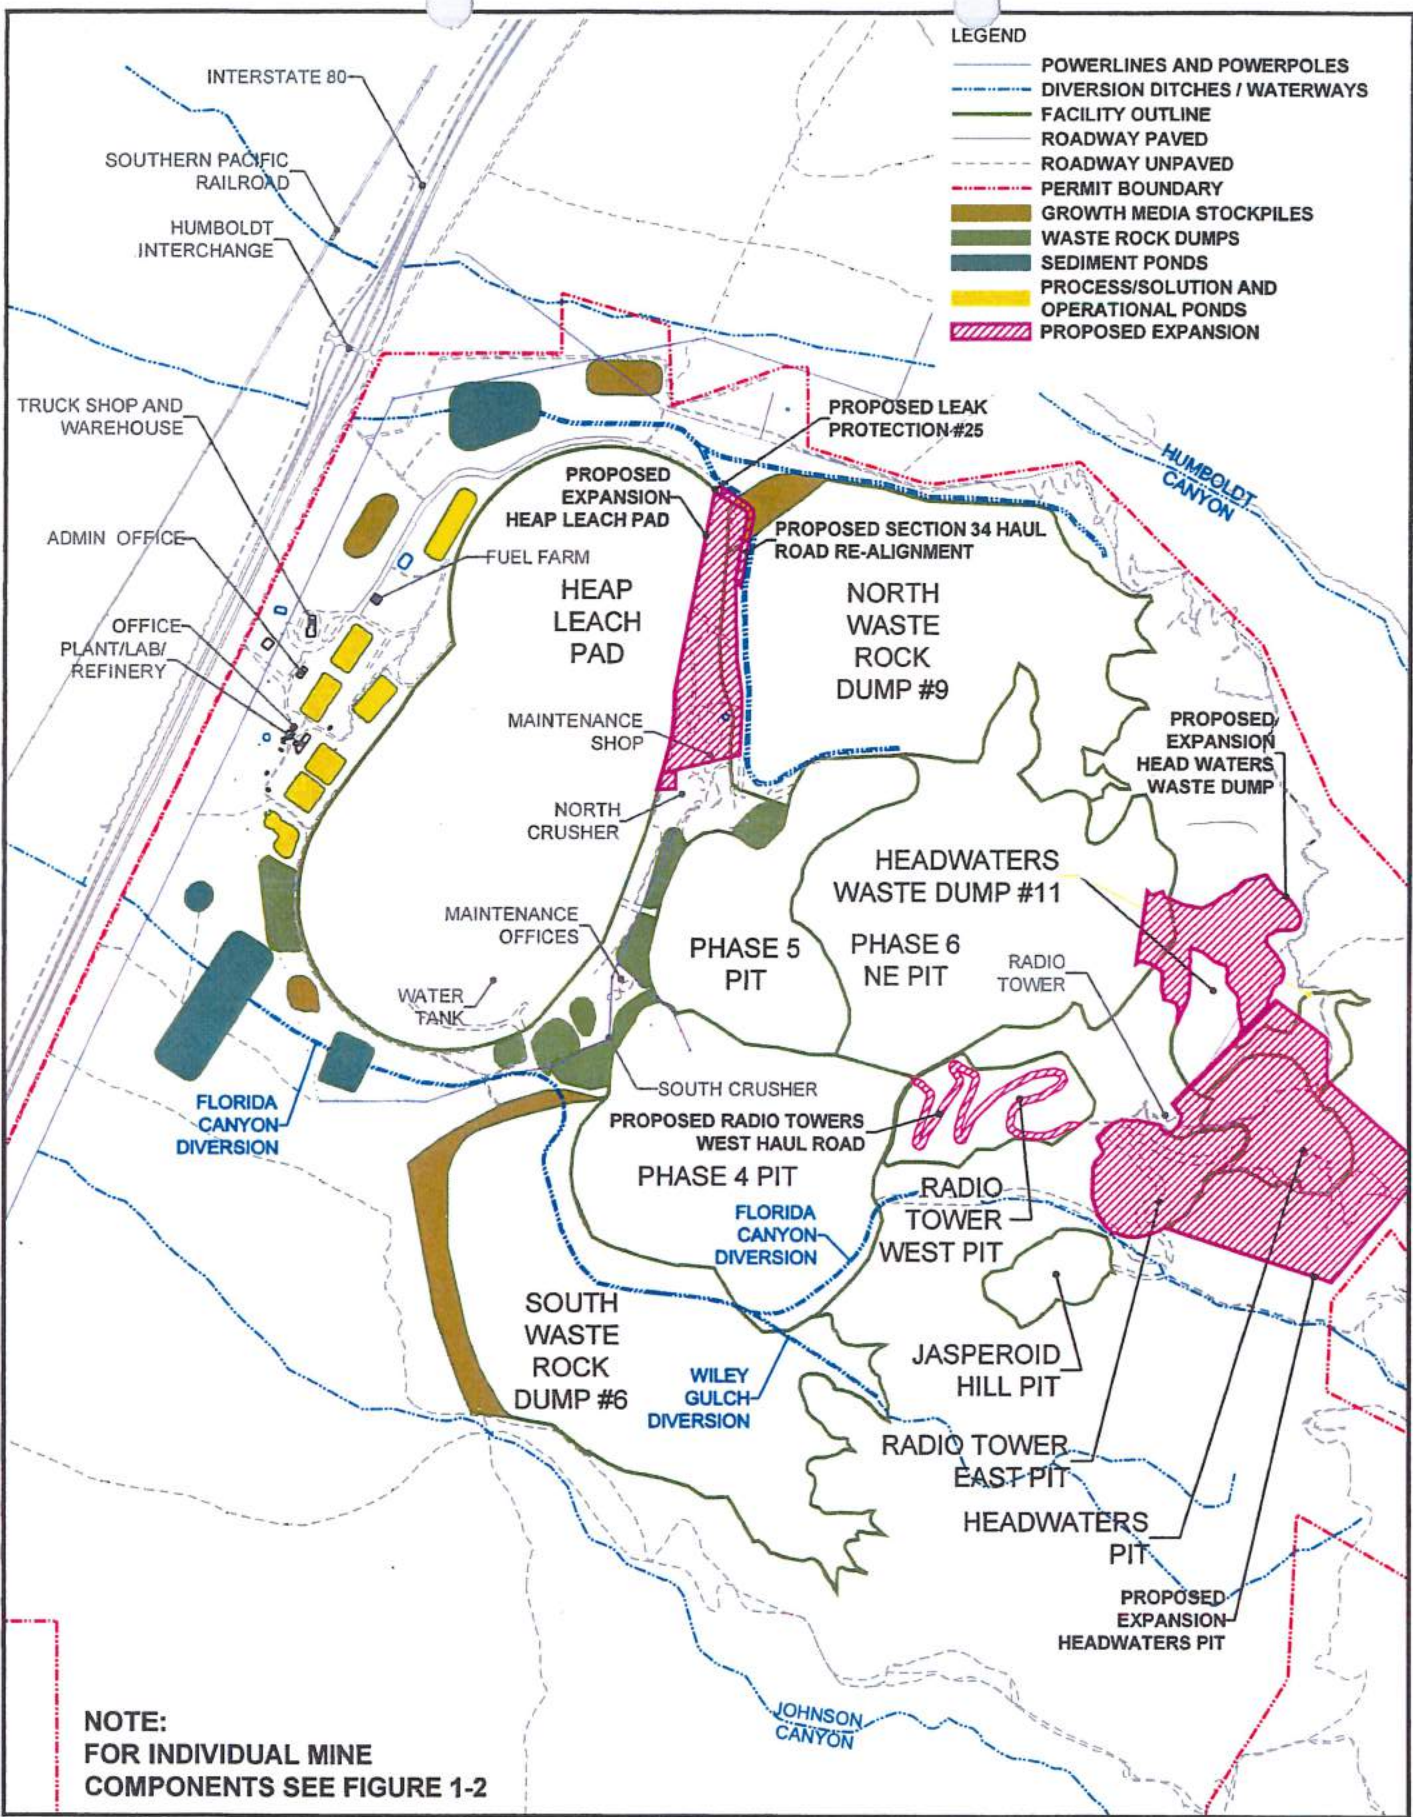 LEGEND
POWERLINES AND POWERPOLES
DIVERSION DITCHES / WATERWAYS
FACILITY OUTLINE
ROADWAY PAVED
ROADWAY UNPAVED
PERMIT BOUNDARY
GROWTH MEDIA STOCKPILES
WASTE ROCK DUMPS
SEDIMENT PONDS
PROCESS/SOLUTION AND
OPERATIONAL PONDS
PROPOSED EXPANSION
INTERSTATE 80
SOUTHERN PACIFIC
RAILROAD
HUMBOLDT
INTERCHANGE
TRUCK SHOP AND
WAREHOUSE
ADMIN OFFICE
OFFICE
PLANT/LAB/
REFINERY
FUEL FARM
PROPOSED LEAK
PROTECTION #25
PROPOSED
EXPANSION
HEAP LEACH PAD
PROPOSED SECTION 34 HAUL
ROAD RE-ALIGNMENT
HUMBOLDT
CANYON
HEAP
LEACH
PAD
NORTH
WASTE
ROCK
DUMP #9
MAINTENANCE
SHOP
NORTH
CRUSHER
PROPOSED
EXPANSION
HEAD WATERS
WASTE DUMP
HEADWATERS
WASTE DUMP #11
MAINTENANCE
OFFICES
PHASE 5
PIT
PHASE 6
NE PIT
RADIO
TOWER
WATER
TANK
SOUTH CRUSHER
PROPOSED RADIO TOWERS
WEST HAUL ROAD
FLORIDA
CANYON
DIVERSION
PHASE 4 PIT
RADIO
TOWER
WEST PIT
FLORIDA
CANYON
DIVERSION
SOUTH
WASTE
ROCK
DUMP #6
WILEY
GULCH
DIVERSION
JASPEROID
HILL PIT
RADIO TOWER
EAST PIT
HEADWATERS
PIT
PROPOSED
EXPANSION
HEADWATERS PIT
JOHNSON
CANYON
NOTE:
FOR INDIVIDUAL MINE
COMPONENTS SEE FIGURE 1-2